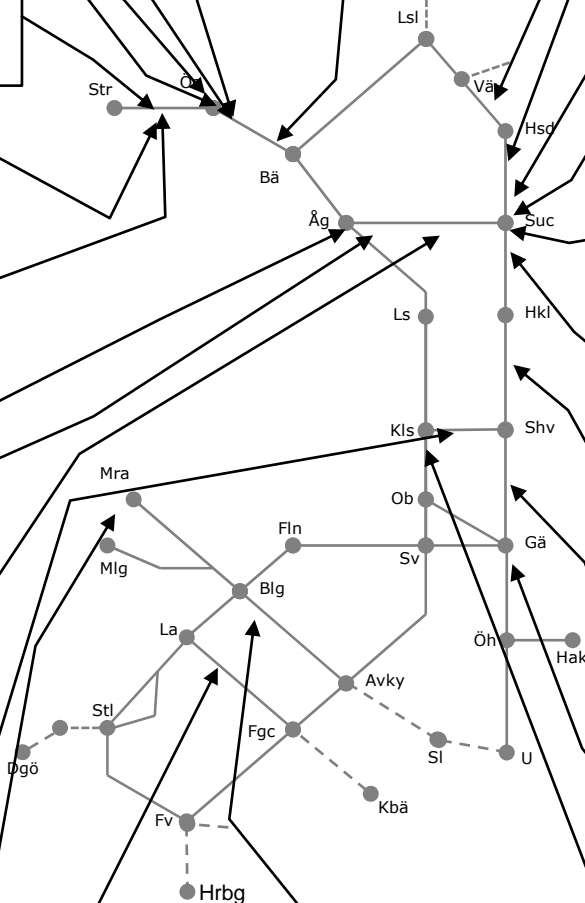 Lsl
Str
Vä
Hsd
Bä
Åg
Suc
Ls
Hkl
Kls
Shv
Mra
Ob
Fln
Gä
Mlg
Sv
Blg
La
Öh
Hak
Avky
Stl
Fgc
Sl
U
Dgö
Kbä
Fv
Hrbg